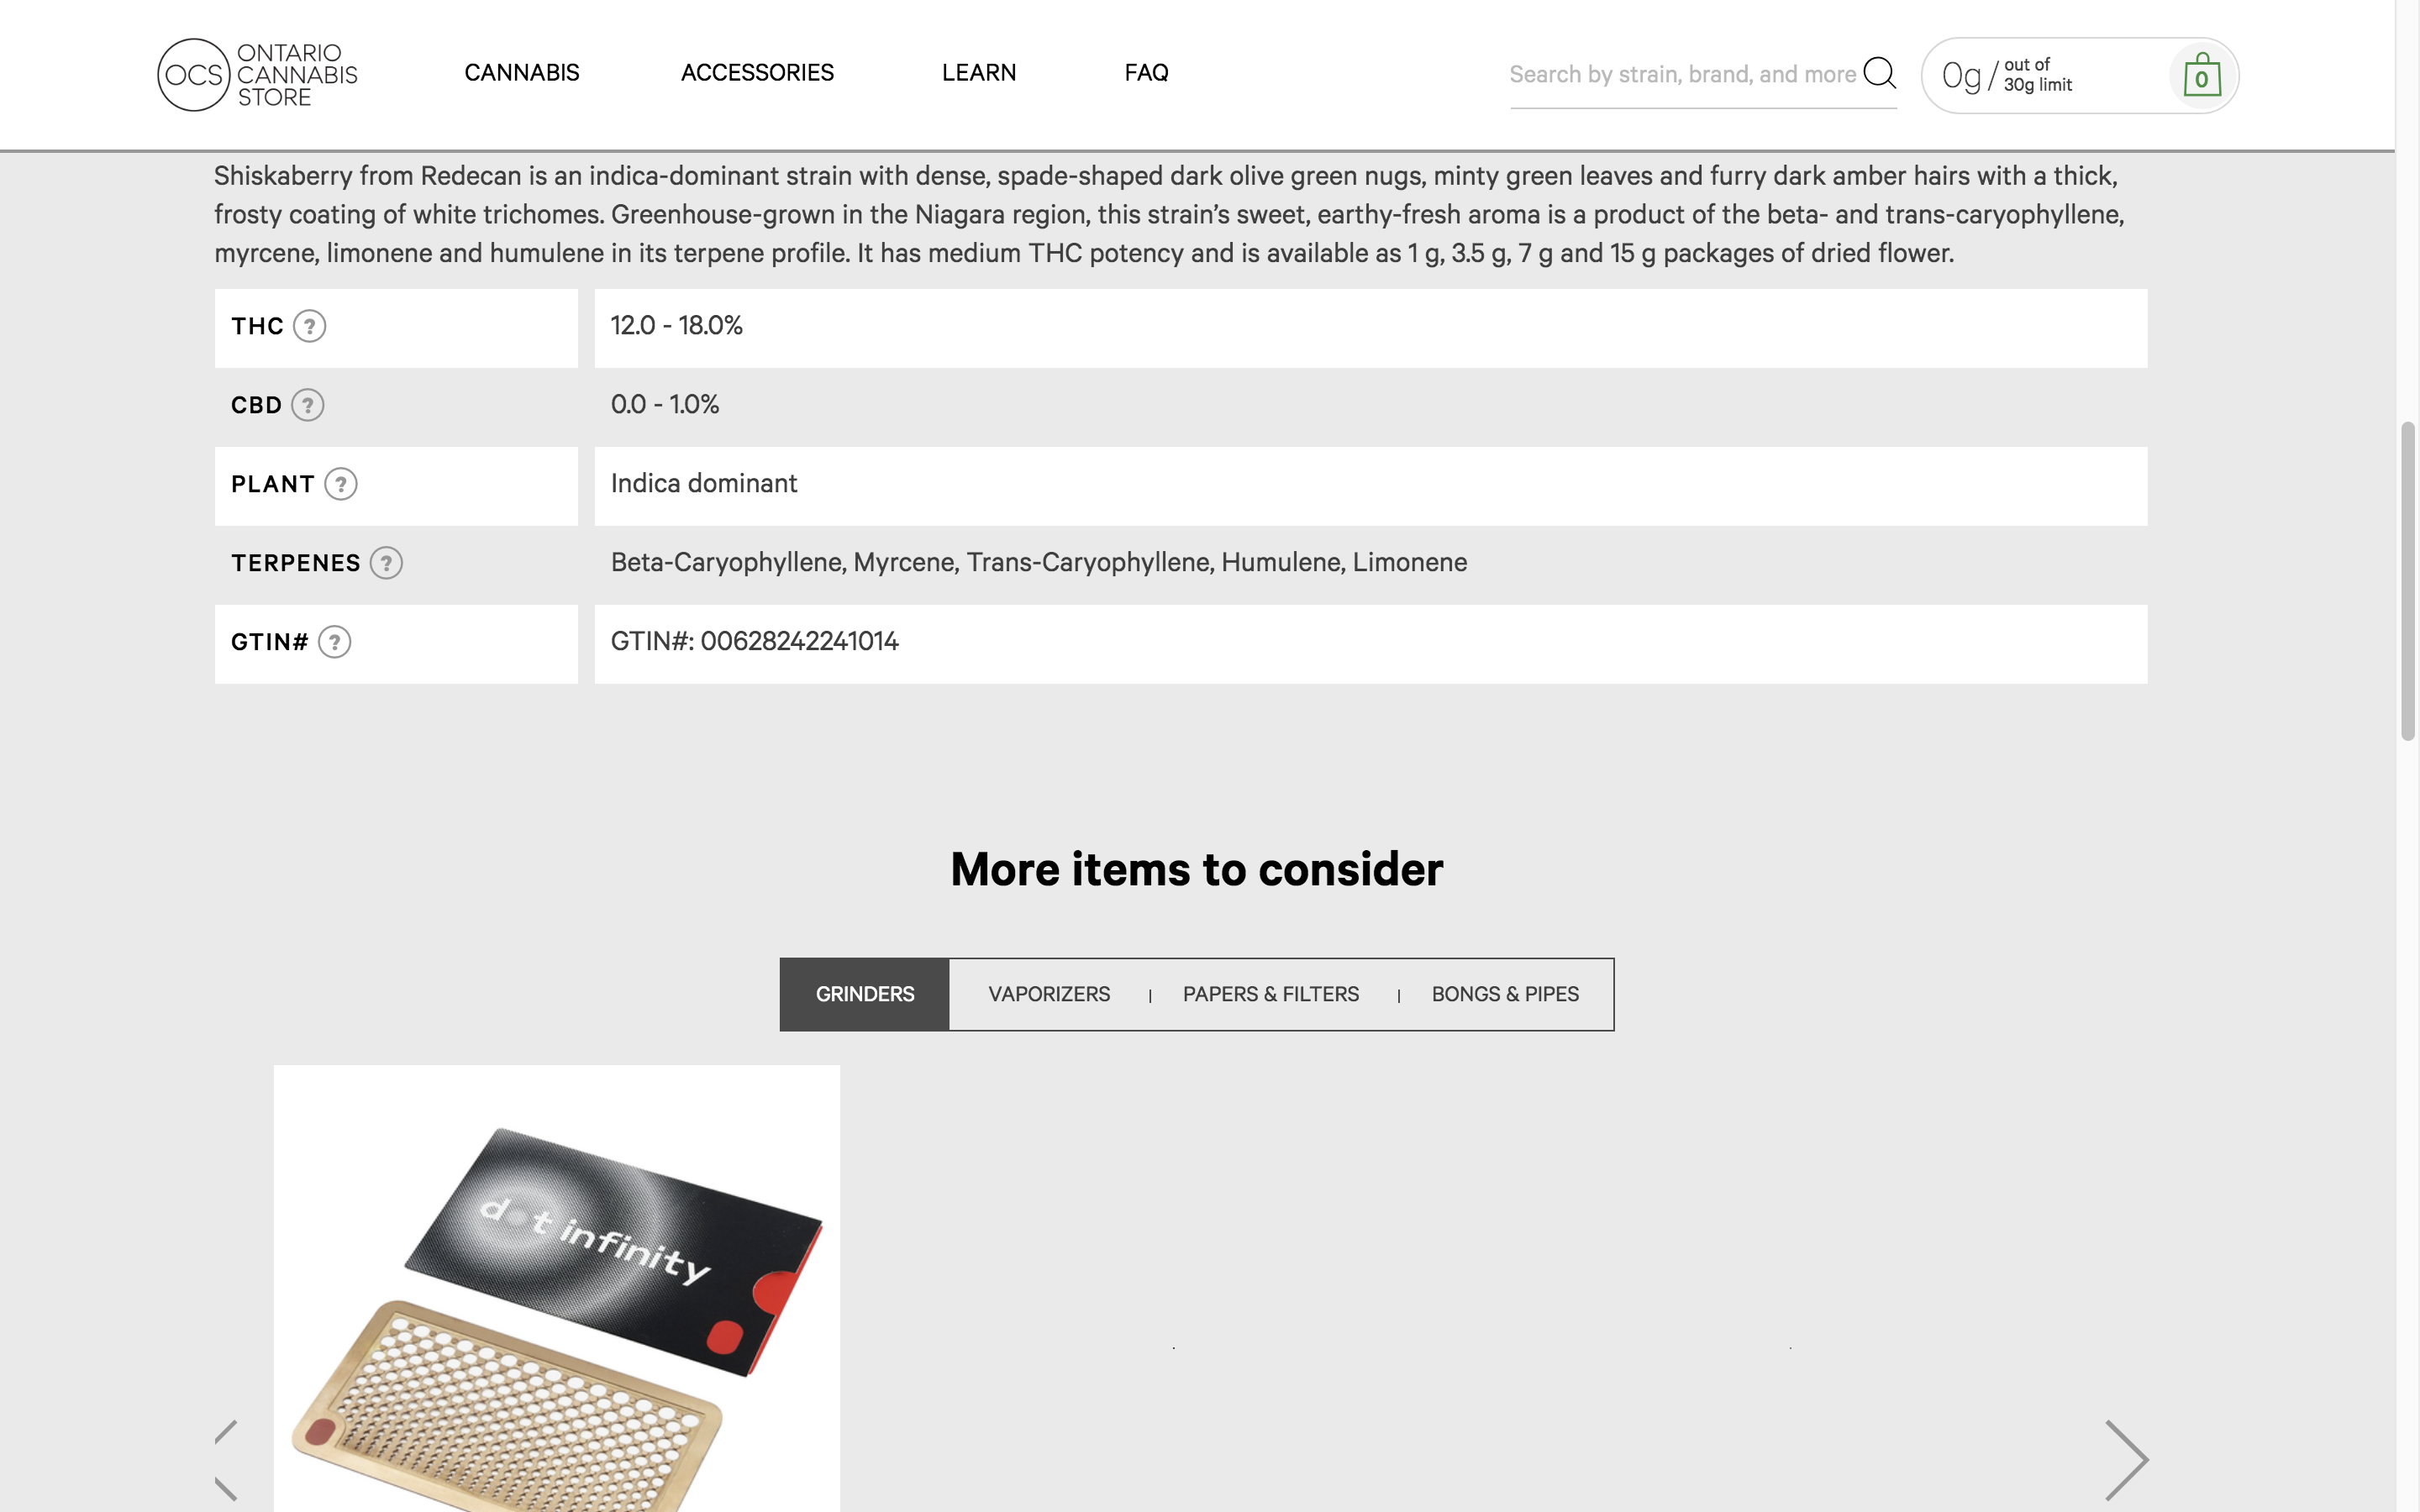 OCS
ONTARIO
CANNABIS
STORE
CANNABIS
ACCESSORIES
LEARN
FAQ
Search by strain, brand, and more
0g/ out of
30g limit
0
Shiskaberry from Redecan is an indica-dominant strain with dense, spade-shaped dark olive green nugs, minty green leaves and furry dark amber hairs with a thick,
frosty coating of white trichomes. Greenhouse-grown in the Niagara region, this strain’s sweet, earthy-fresh aroma is a product of the beta- and trans-caryophyllene,
myrcene, limonene and humulene in its terpene profile. It has medium THC potency and is available as 1 g, 3.5 g, 7 g and 15 g packages of dried flower.
THC ? 12.0 - 18.0%
CBD ? 0.0 - 1.0%
PLANT ? Indica dominant
TERPENES ? Beta-Caryophyllene, Myrcene, Trans-Caryophyllene, Humulene, Limonene
GTIN# ? GTIN#: 00628242241014
More items to consider
GRINDERS VAPORIZERS | PAPERS & FILTERS | BONGS & PIPES
dot infinity